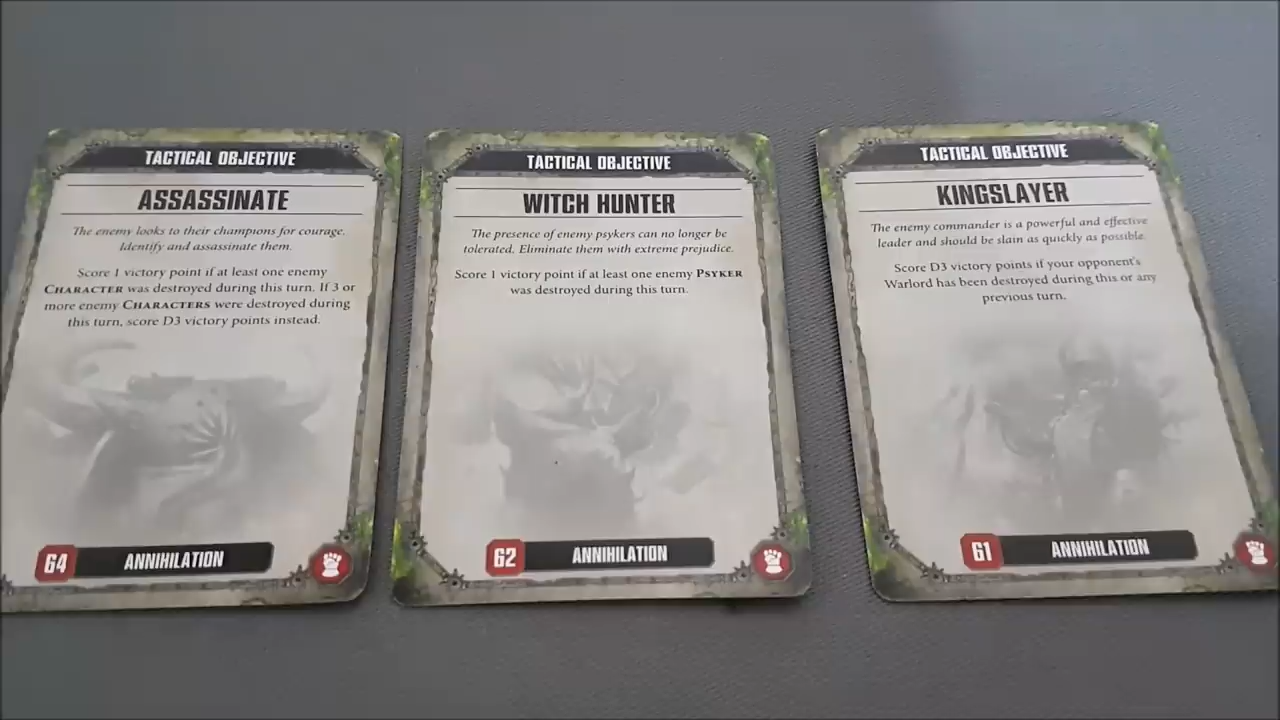 TACTICAL OBJECTIVE
ASSASSINATE
The enemy looks to their champions for courage.
Identify and assassinate them.
Score 1 victory point if at least one enemy
CHARACTER was destroyed during this turn. If 3 or
more enemy CHARACTERS were destroyed during
this turn, score D3 victory points instead.
64 ANNIHILATION
TACTICAL OBJECTIVE
WITCH HUNTER
The presence of enemy psykers can no longer be
tolerated. Eliminate them with extreme prejudice.
Score 1 victory point if at least one enemy PSYKER
was destroyed during this turn.
62 ANNIHILATION
TACTICAL OBJECTIVE
KINGSLAYER
The enemy commander is a powerful and effective
leader and should be slain as quickly as possible.
Score D3 victory points if your opponent's
Warlord has been destroyed during this or any
previous turn.
61 ANNIHILATION